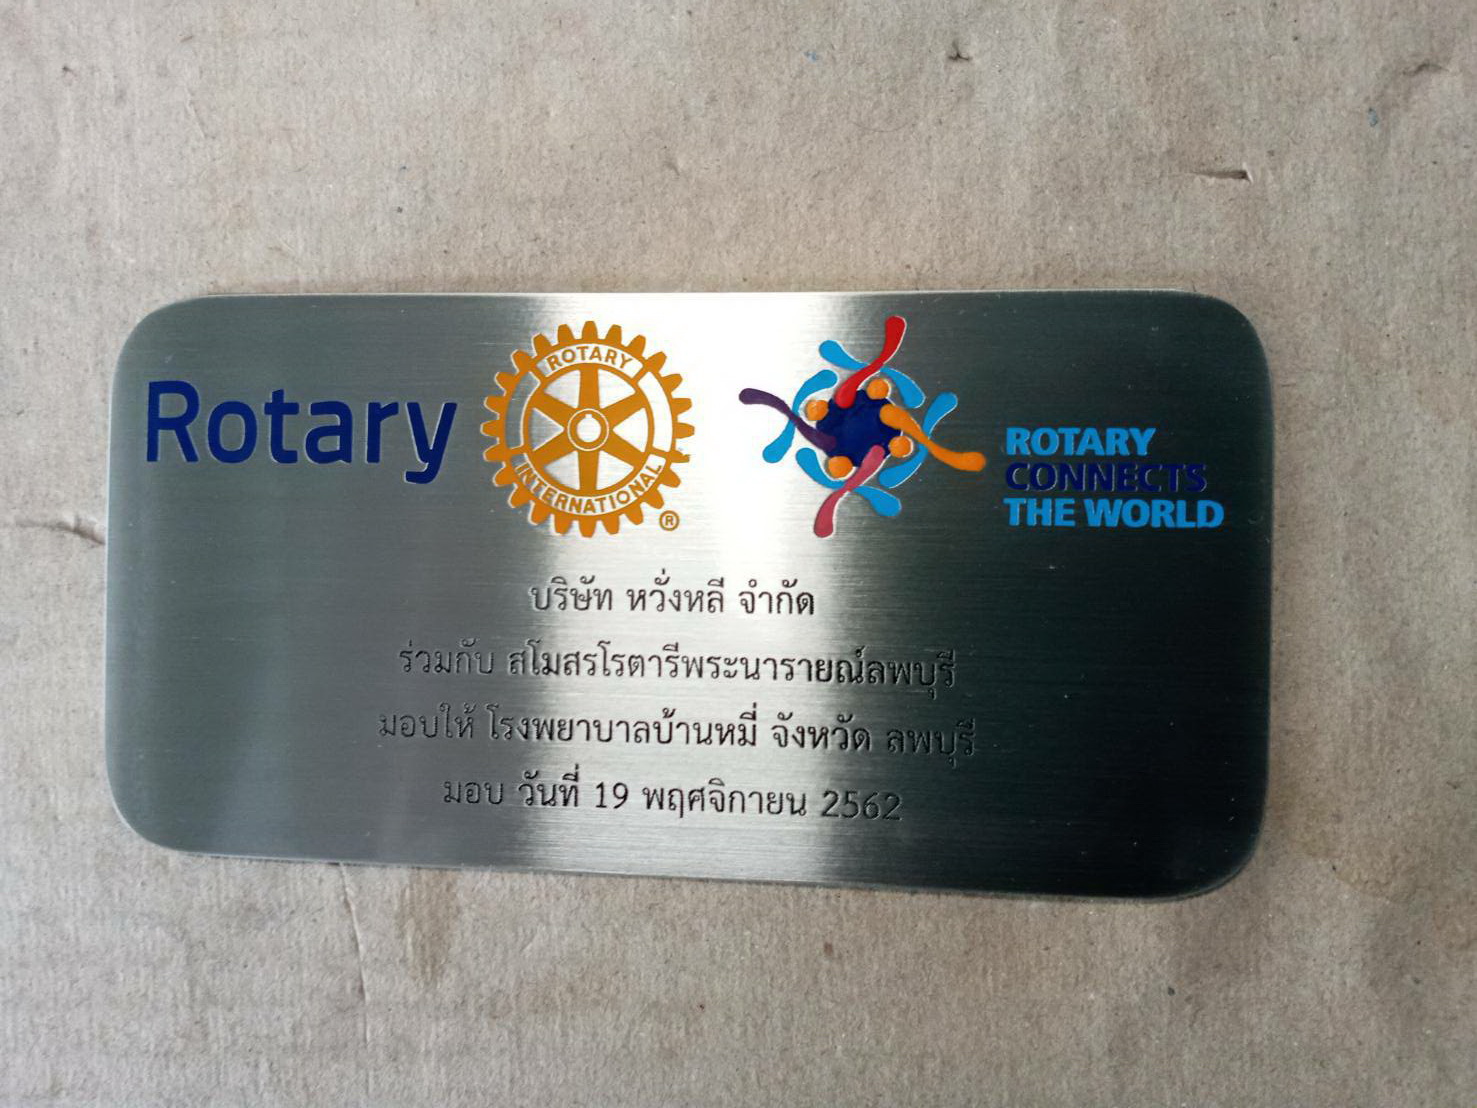 Rotary
ROTARY
INTERNATIONAL
®
ROTARY
CONNECTS
THE WORLD
บริษัท หวั่งหลี จำกัด
ร่วมกับ สโมสรโรตารีพระนารายณ์ลพบุรี
มอบให้ โรงพยาบาลบ้านหมี่ จังหวัด ลพบุรี
มอบ วันที่ 19 พฤศจิกายน 2562